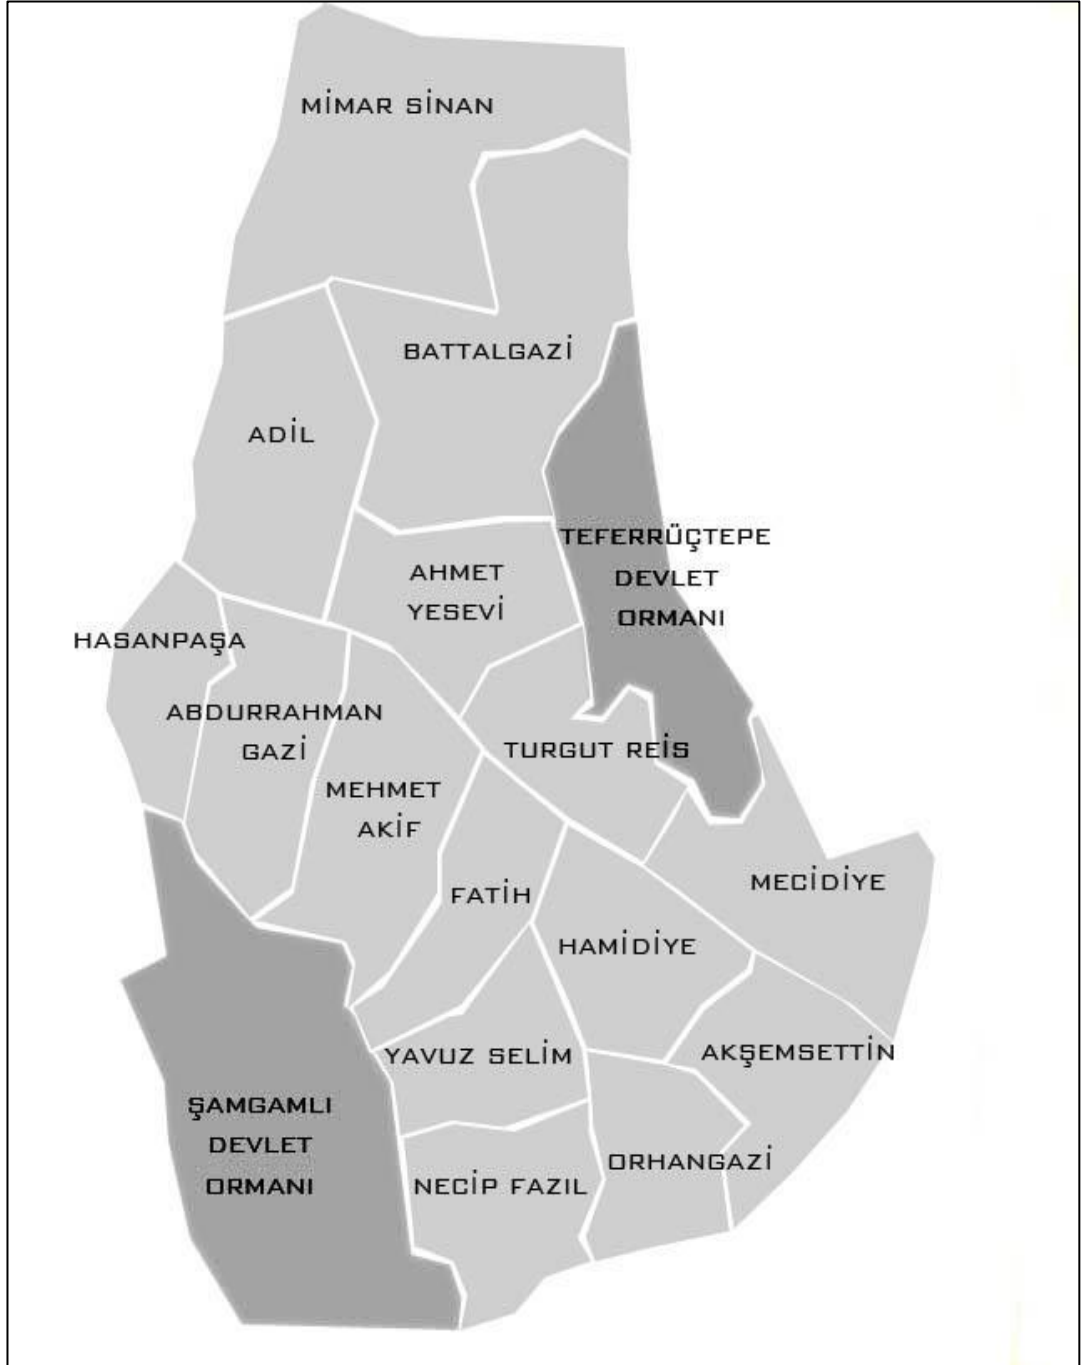 MİMAR SİNAN
BATTALGAZİ
ADİL
TEFERRÜÇTEPE
DEVLET
ORMANI
AHMET
YESEVİ
HASANPAŞA
ABDURRAHMAN
GAZİ
TURGUT REİS
MEHMET
AKİF
FATİH
MECİDİYE
HAMİDİYE
YAVUZ SELİM
AKŞEMSETTİN
ŞAMGAMLI
DEVLET
ORMANI
ORHANGAZİ
NECİP FAZIL